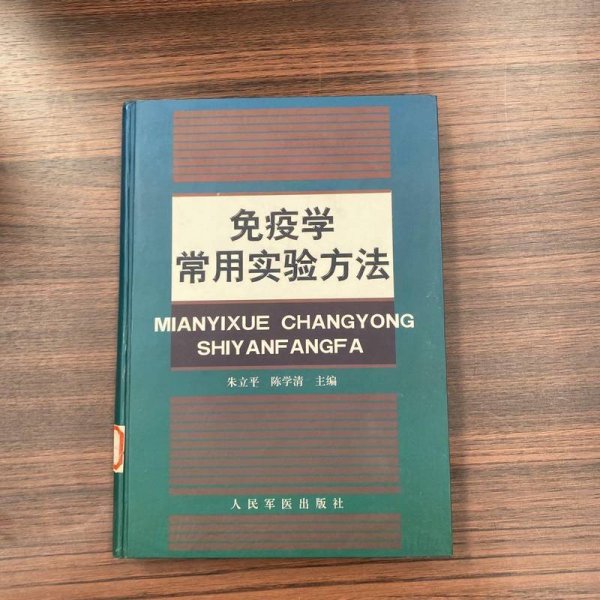 免疫学
常用实验方法
MIANYIXUE CHANGYONG
SHIYANFANGFA
朱立平 陈学清 主编
人民军医出版社